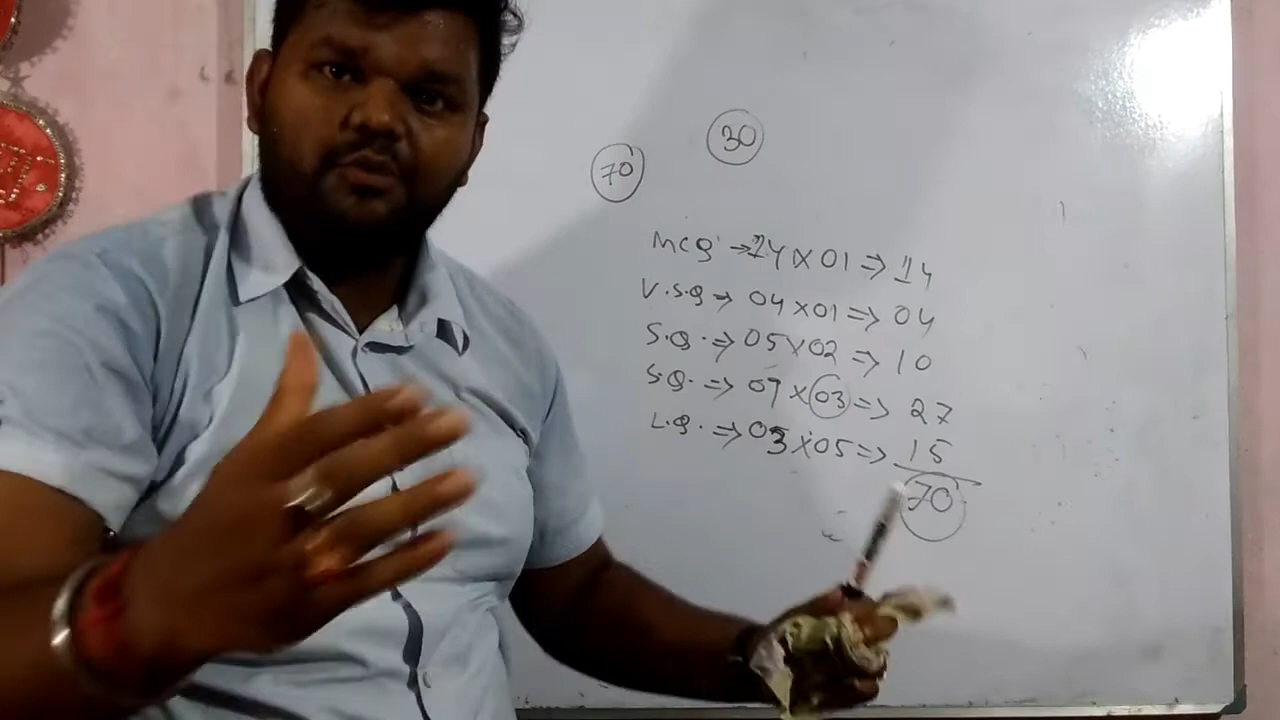 30
70
MCQ → 14 X 01 ⇒ 14
V.S.Q ⇒ 04 X 01 ⇒ 04
S.Q. ⇒ 05 X 02 ⇒ 10
S.Q. ⇒ 09 X 03 ⇒ 27
L.Q. ⇒ 03 X 05 ⇒ 15
70